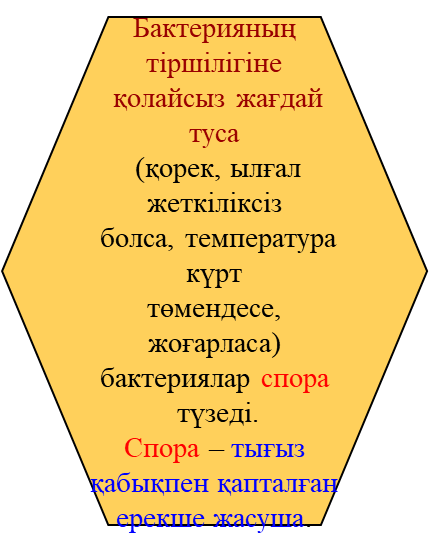 Бактерияның
тіршілігіне
қолайсыз жағдай
туса
(қорек, ылғал
жеткіліксіз
болса, температура
күрт
төмендесе,
жоғарласа)
бактериялар спора
түзеді.
Спора – тығыз
қабықпен қапталған
ерекше жасуша.